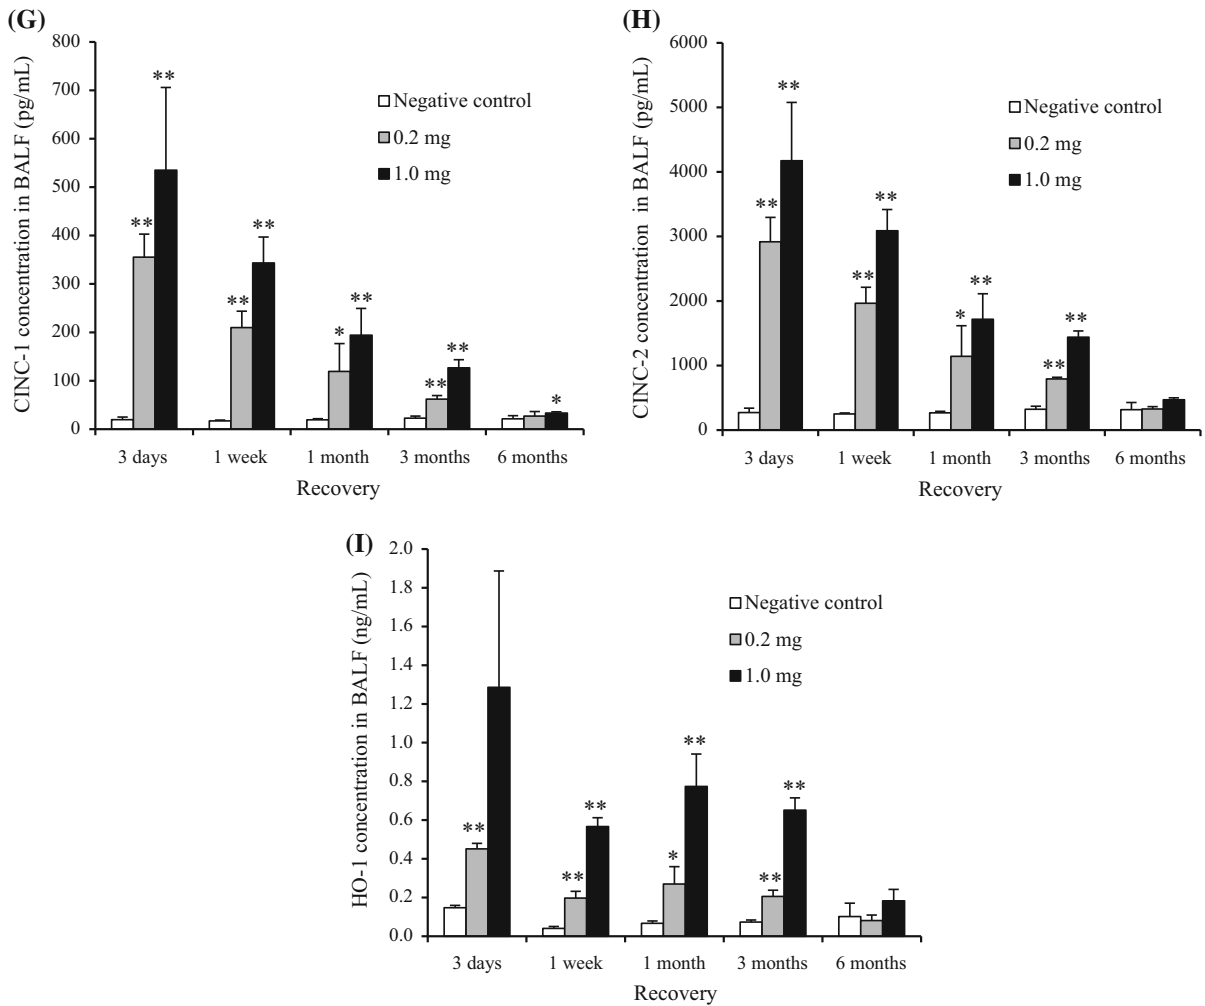 (G)
CINC-1 concentration in BALF (pg/mL)
800
700
600
500
400
300
200
100
0
** ** ** ** * ** ** ** *
Negative control
0.2 mg
1.0 mg
3 days 1 week 1 month 3 months 6 months
Recovery
(H)
CINC-2 concentration in BALF (pg/mL)
6000
5000
4000
3000
2000
1000
0
** ** ** ** * ** ** **
Negative control
0.2 mg
1.0 mg
3 days 1 week 1 month 3 months 6 months
Recovery
(I)
HO-1 concentration in BALF (ng/mL)
2.0
1.8
1.6
1.4
1.2
1.0
0.8
0.6
0.4
0.2
0.0
** ** ** * ** ** **
Negative control
0.2 mg
1.0 mg
3 days 1 week 1 month 3 months 6 months
Recovery